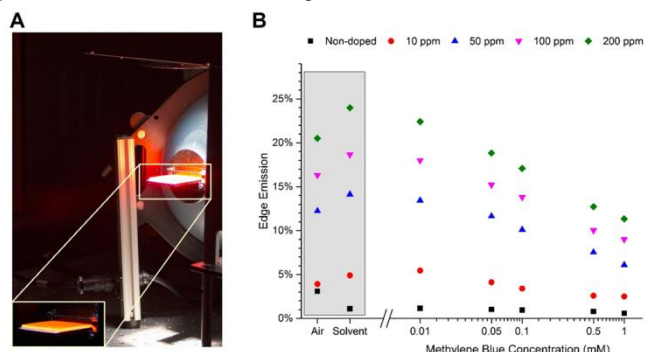 A
B
Non-doped 10 ppm 50 ppm 100 ppm 200 ppm
25%
20%
15%
10%
5%
0%
Edge Emission
Air Solvent 0.01 0.05 0.1 0.5 1
Methylene Blue Concentration (mM)